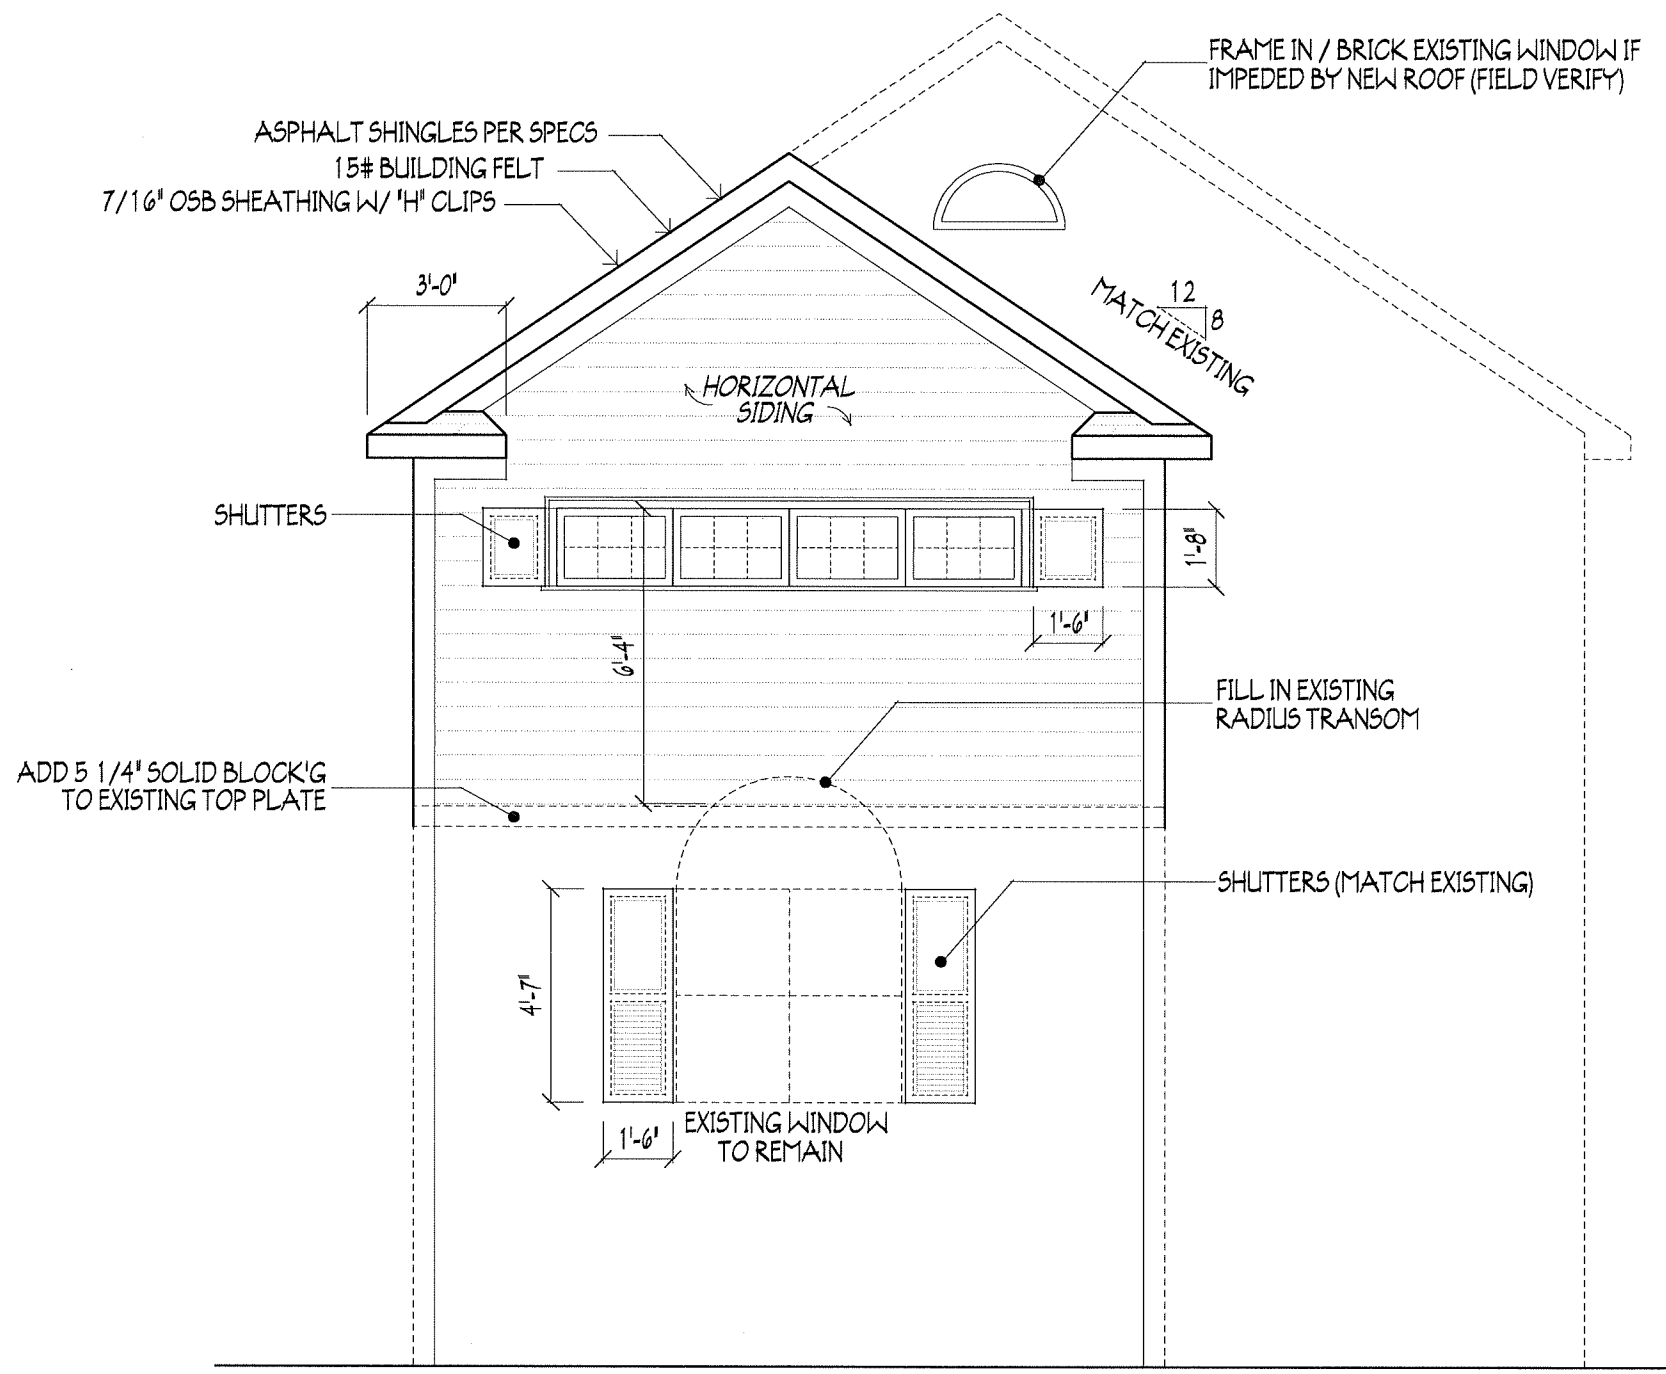 FRAME IN / BRICK EXISTING WINDOW IF
IMPEDED BY NEW ROOF (FIELD VERIFY)
ASPHALT SHINGLES PER SPECS
15# BUILDING FELT
7/16" OSB SHEATHING W/ "H" CLIPS
3'-0"
12
8
MATCH EXISTING
HORIZONTAL
SIDING
SHUTTERS
1'-8"
1'-6"
6'-4"
FILL IN EXISTING
RADIUS TRANSOM
ADD 5 1/4" SOLID BLOCK'G
TO EXISTING TOP PLATE
SHUTTERS (MATCH EXISTING)
4'-7"
1'-6"
EXISTING WINDOW
TO REMAIN